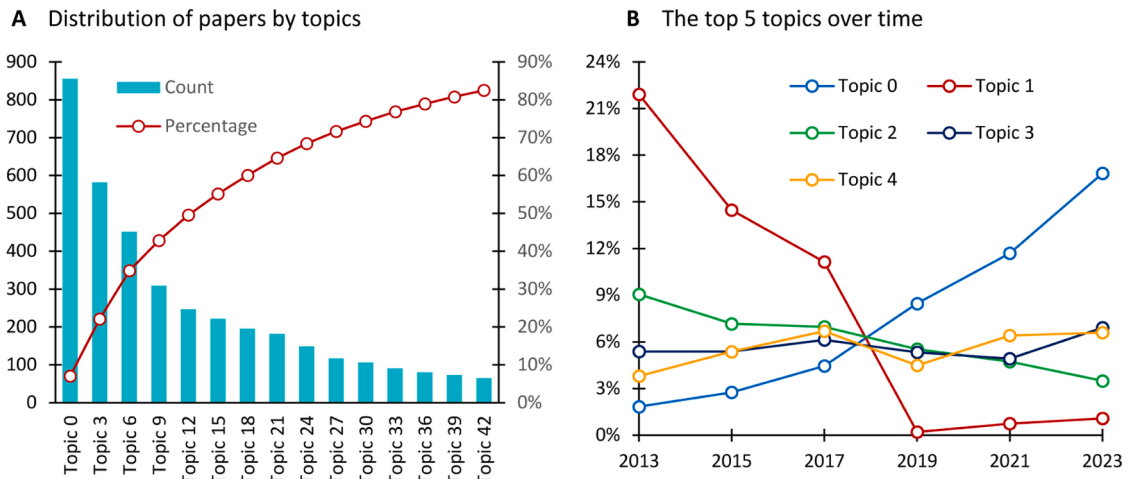 A Distribution of papers by topics
900
800
700
600
500
400
300
200
100
0
90%
80%
70%
60%
50%
40%
30%
20%
10%
0%
Count
Percentage
Topic 0
Topic 3
Topic 6
Topic 9
Topic 12
Topic 15
Topic 18
Topic 21
Topic 24
Topic 27
Topic 30
Topic 33
Topic 36
Topic 39
Topic 42
B The top 5 topics over time
24%
21%
18%
15%
12%
9%
6%
3%
0%
Topic 0 Topic 1
Topic 2 Topic 3
Topic 4
2013 2015 2017 2019 2021 2023